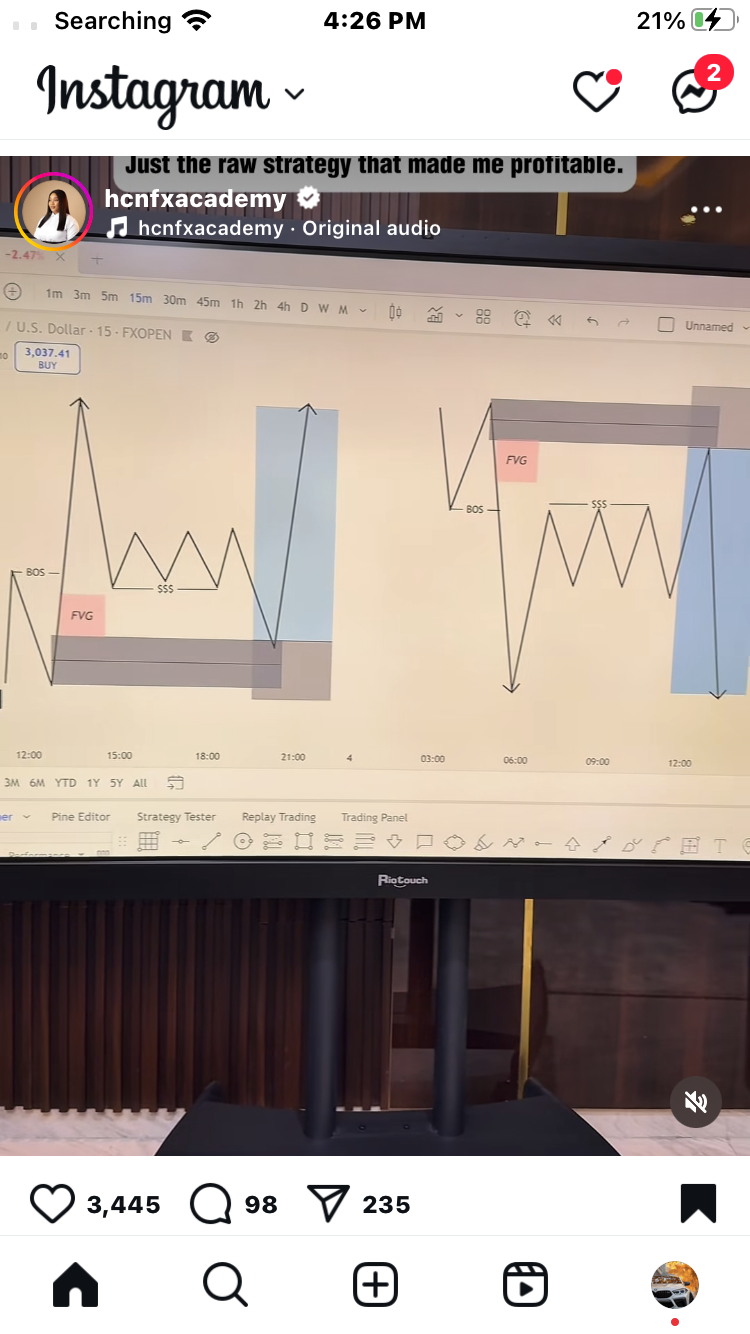 Searching
4:26 PM
21%
Instagram
2
Just the raw strategy that made me profitable.
hcnfxacademy
hcnfxacademy · Original audio
-2.47%
1m 3m 5m 15m 30m 45m 1h 2h 4h D W M
Unnamed
/ U.S. Dollar · 15 · FXOPEN
3,037.41
BUY
FVG
BOS
$$$
BOS
$$$
FVG
12:00 15:00 18:00 21:00 4 03:00 06:00 09:00 12:00
3M 6M YTD 1Y 5Y All
Pine Editor Strategy Tester Replay Trading Trading Panel
Riotouch
3,445 98 235